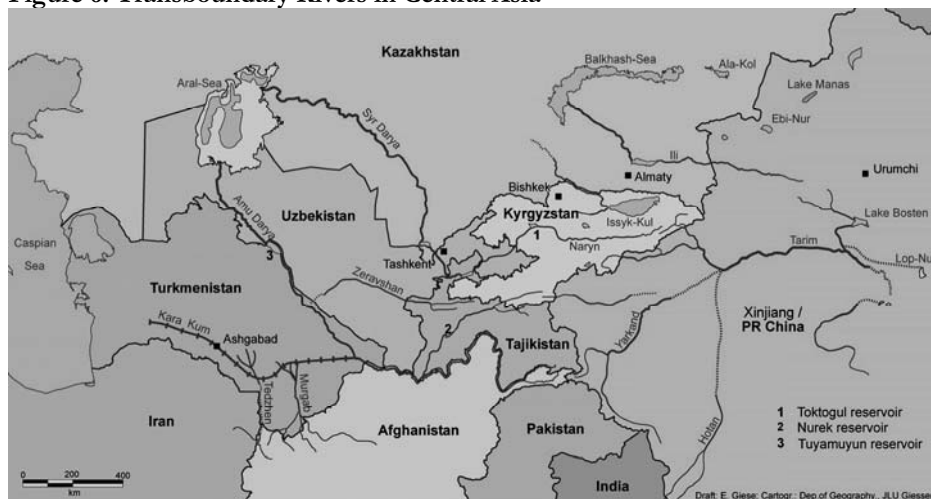 Figure 6. Transboundary Rivers in Central Asia
Kazakhstan
Balkhash-Sea
Ala-Kol
Lake Manas
Aral-Sea
Syr Darya
Ebi-Nur
Ili
Urumchi
Almaty
Bishkek
Amu Darya
Uzbekistan
Kyrgyzstan
Issyk-Kul
Lake Bosten
Caspian
Sea
3
1
Naryn
Tashkent
Tarim
Lop-Nu
Zeravshan
Turkmenistan
Xinjiang /
PR China
Kara Kum
Ashgabad
2
Tajikistan
Yarkand
Tedzhen
Murgab
Iran
Afghanistan
Pakistan
Hotan
1 Toktogul reservoir
2 Nurek reservoir
3 Tuyamuyun reservoir
India
0 200 400
km
Draft: E. Giese; Cartogr.: Dep of Geography, JLU Giesse